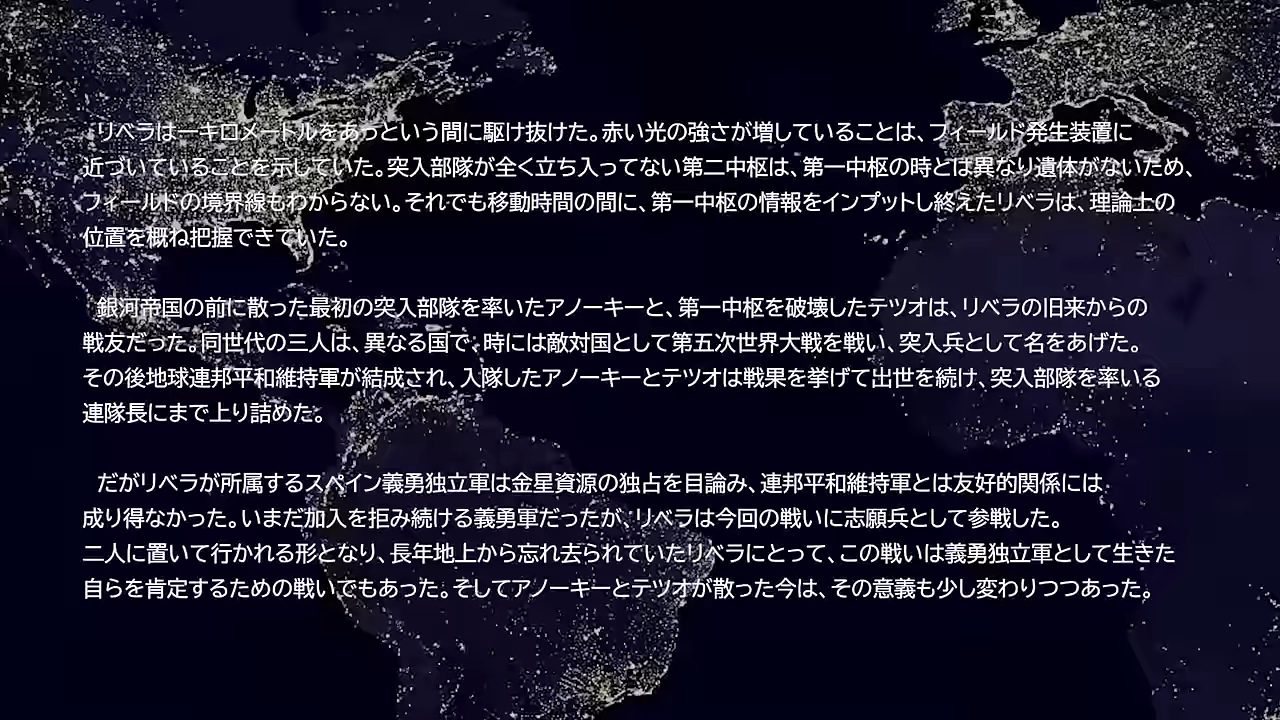 リベラは一キロメートルをあっという間に駆け抜けた。赤い光の強さが増していることは、フィールド発生装置に
近づいていることを示していた。突入部隊が全く立ち入ってない第二中枢は、第一中枢の時とは異なり遺体がないため、
フィールドの境界線もわからない。それでも移動時間の間に、第一中枢の情報をインプットし終えたリベラは、理論上の
位置を概ね把握できていた。
銀河帝国の前に散った最初の突入部隊を率いたアノーキーと、第一中枢を破壊したテツオは、リベラの旧来からの
戦友だった。同世代の三人は、異なる国で、時には敵対国として第五次世界大戦を戦い、突入兵として名をあげた。
その後地球連邦平和維持軍が結成され、入隊したアノーキーとテツオは戦果を挙げて出世を続け、突入部隊を率いる
連隊長にまで上り詰めた。
だがリベラが所属するスペイン義勇独立軍は金星資源の独占を目論み、連邦平和維持軍とは友好的関係には
成り得なかった。いまだ加入を拒み続ける義勇軍だったが、リベラは今回の戦いに志願兵として参戦した。
二人に置いて行かれる形となり、長年地上から忘れ去られていたリベラにとって、この戦いは義勇独立軍として生きた
自らを肯定するための戦いでもあった。そしてアノーキーとテツオが散った今は、その意義も少し変わりつつあった。